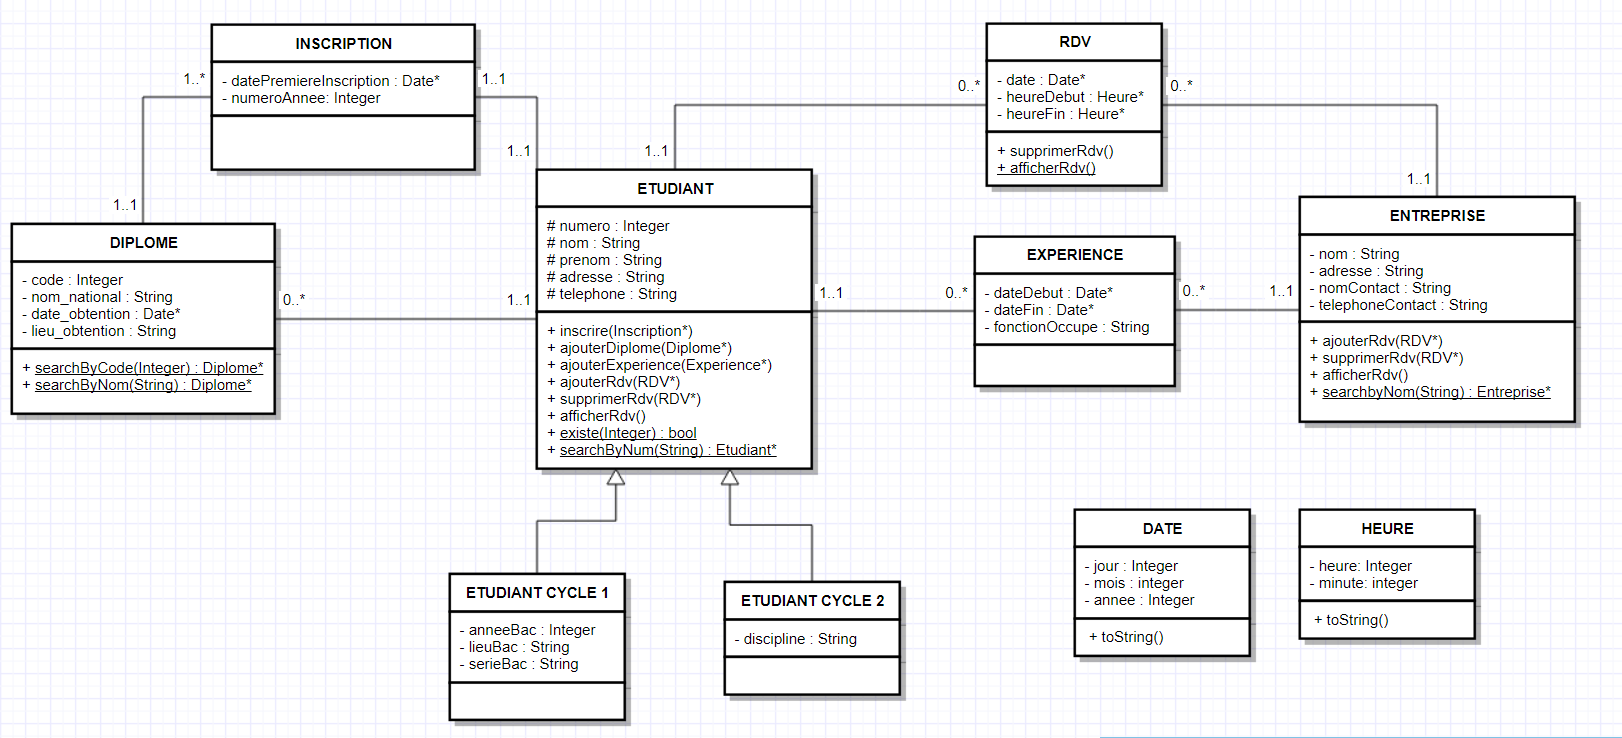 INSCRIPTION
- datePremiereInscription : Date*
- numeroAnnee: Integer
1..*
1..1
1..1
1..1
RDV
- date : Date*
- heureDebut : Heure*
- heureFin : Heure*
+ supprimerRdv()
+ afficherRdv()
0..*
0..*
1..1
1..1
DIPLOME
- code : Integer
- nom_national : String
- date_obtention : Date*
- lieu_obtention : String
+ searchByCode(Integer) : Diplome*
+ searchByNom(String) : Diplome*
0..*
1..1
ETUDIANT
# numero : Integer
# nom : String
# prenom : String
# adresse : String
# telephone : String
+ inscrire(Inscription*)
+ ajouterDiplome(Diplome*)
+ ajouterExperience(Experience*)
+ ajouterRdv(RDV*)
+ supprimerRdv(RDV*)
+ afficherRdv()
+ existe(Integer) : bool
+ searchByNum(String) : Etudiant*
1..1
0..*
EXPERIENCE
- dateDebut : Date*
- dateFin : Date*
- fonctionOccupe : String
0..*
1..1
ENTREPRISE
- nom : String
- adresse : String
- nomContact : String
- telephoneContact : String
+ ajouterRdv(RDV*)
+ supprimerRdv(RDV*)
+ afficherRdv()
+ searchbyNom(String) : Entreprise*
ETUDIANT CYCLE 1
- anneeBac : Integer
- lieuBac : String
- serieBac : String
ETUDIANT CYCLE 2
- discipline : String
DATE
- jour : Integer
- mois : integer
- annee : Integer
+ toString()
HEURE
- heure: Integer
- minute: integer
+ toString()